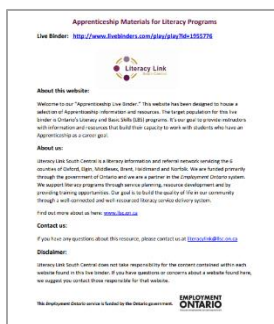 Apprenticeship Materials for Literacy Programs
Live Binder: http://www.livebinders.com/play/play?id=1955776
Literacy Link
South Central
About this website:
Welcome to our "Apprenticeship Live Binder." This website has been designed to house a
selection of Apprenticeship information and resources. The target population for this live
binder is Ontario's Literacy and Basic Skills (LBS) programs. It's our goal to provide instructors
with information and resources that build their capacity to work with students who have an
Apprenticeship as a career goal.
About us:
Literacy Link South Central is a literacy information and referral network servicing the 6
counties of Oxford, Elgin, Middlesex, Brant, Haldimand and Norfolk. We are funded primarily
through the government of Ontario and we are a partner in the Employment Ontario system.
We support literacy programs through service planning, resource development and by
providing training opportunities. Our goal is to build the quality of life in our community
through a well-connected and well-resourced literacy service delivery system.
Find out more about us here: www.llsc.on.ca
Contact us:
If you have any questions about this resource, please contact us at literacylink@llsc.on.ca
Disclaimer:
Literacy Link South Central does not take responsibility for the content contained within each
website found in this live binder. If you have questions or concerns about a website found here,
we suggest you contact those responsible for that website.
This Employment Ontario service is funded by the Ontario government.
EMPLOYMENT
ONTARIO